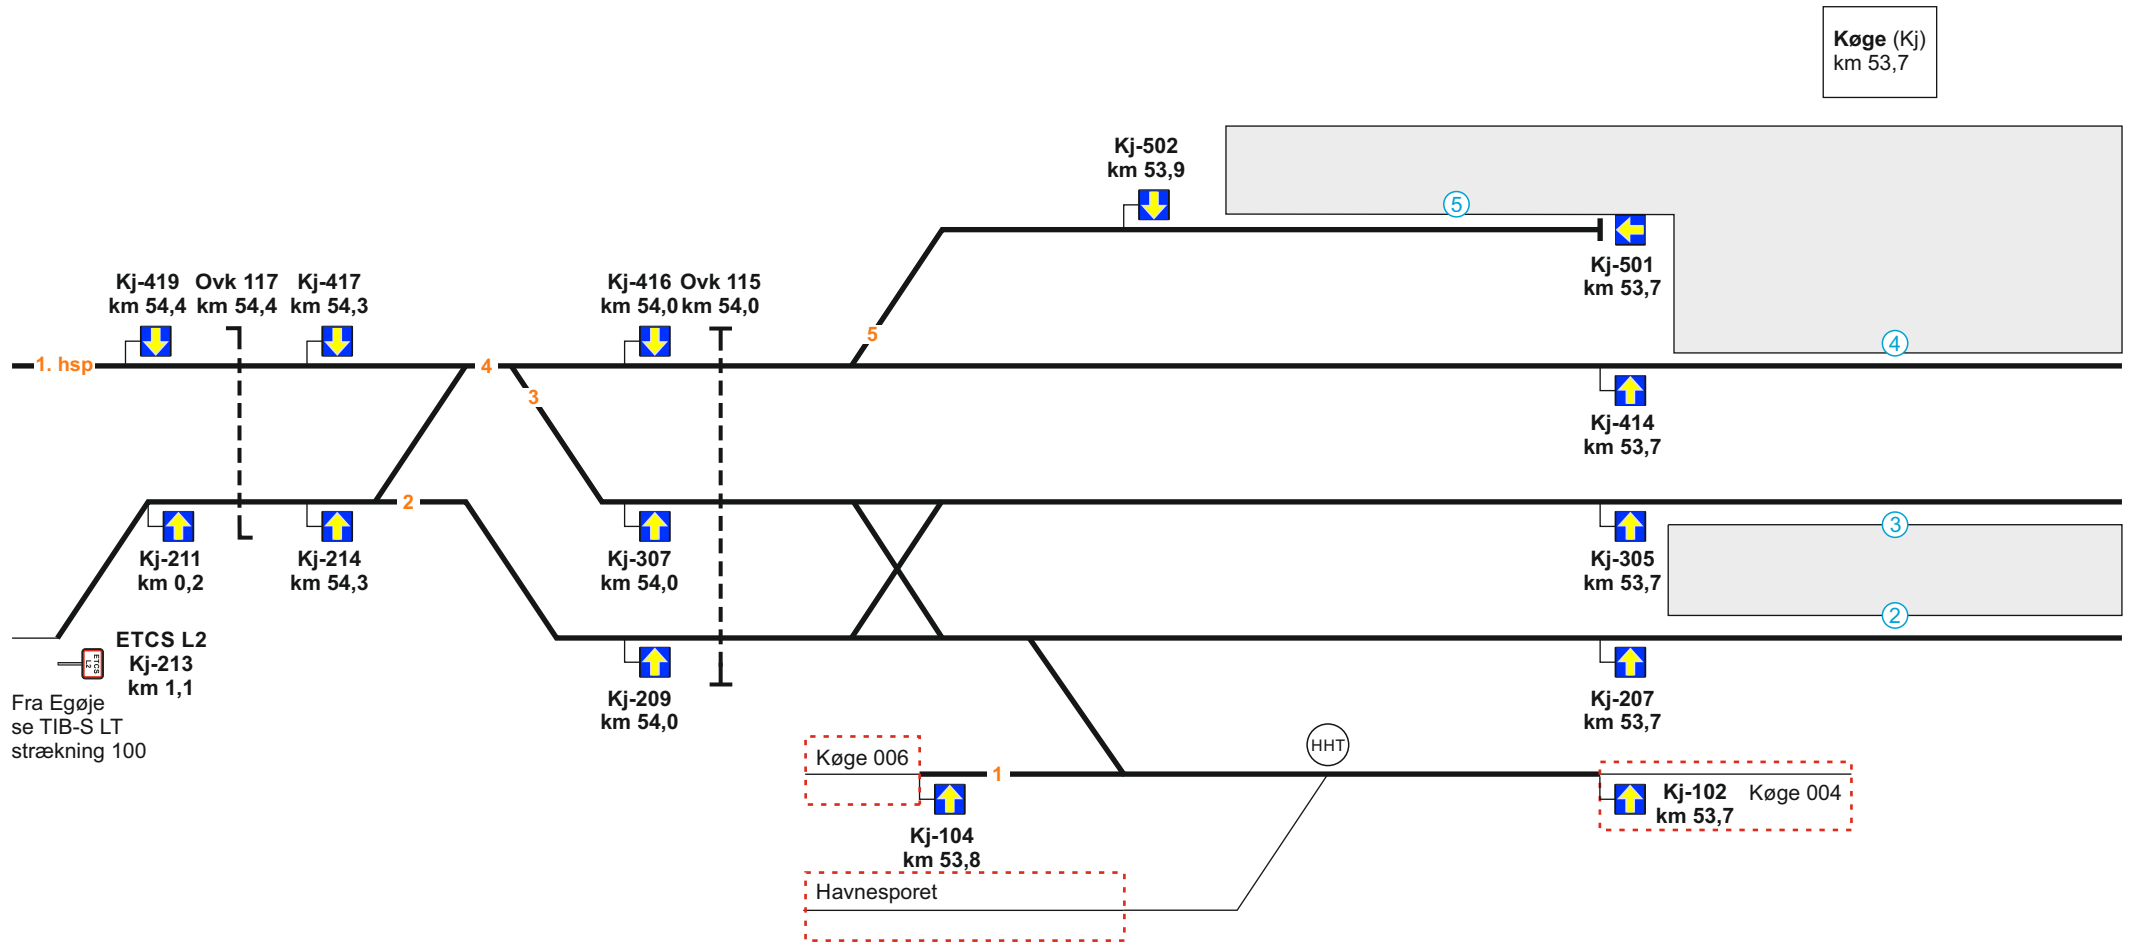 Køge (Kj)
km 53,7
Kj-502
km 53,9
5
Kj-501
km 53,7
Kj-419
km 54,4
Ovk 117
km 54,4
Kj-417
km 54,3
Kj-416
km 54,0
Ovk 115
km 54,0
5
4
1. hsp
4
3
Kj-414
km 53,7
2
3
Kj-211
km 0,2
Kj-214
km 54,3
Kj-307
km 54,0
Kj-305
km 53,7
2
ETCS L2
Kj-213
km 1,1
ETCS
L2
Fra Egøje
se TIB-S LT
strækning 100
Kj-209
km 54,0
Kj-207
km 53,7
HHT
Køge 006
1
Kj-104
km 53,8
Kj-102
km 53,7
Køge 004
Havnesporet